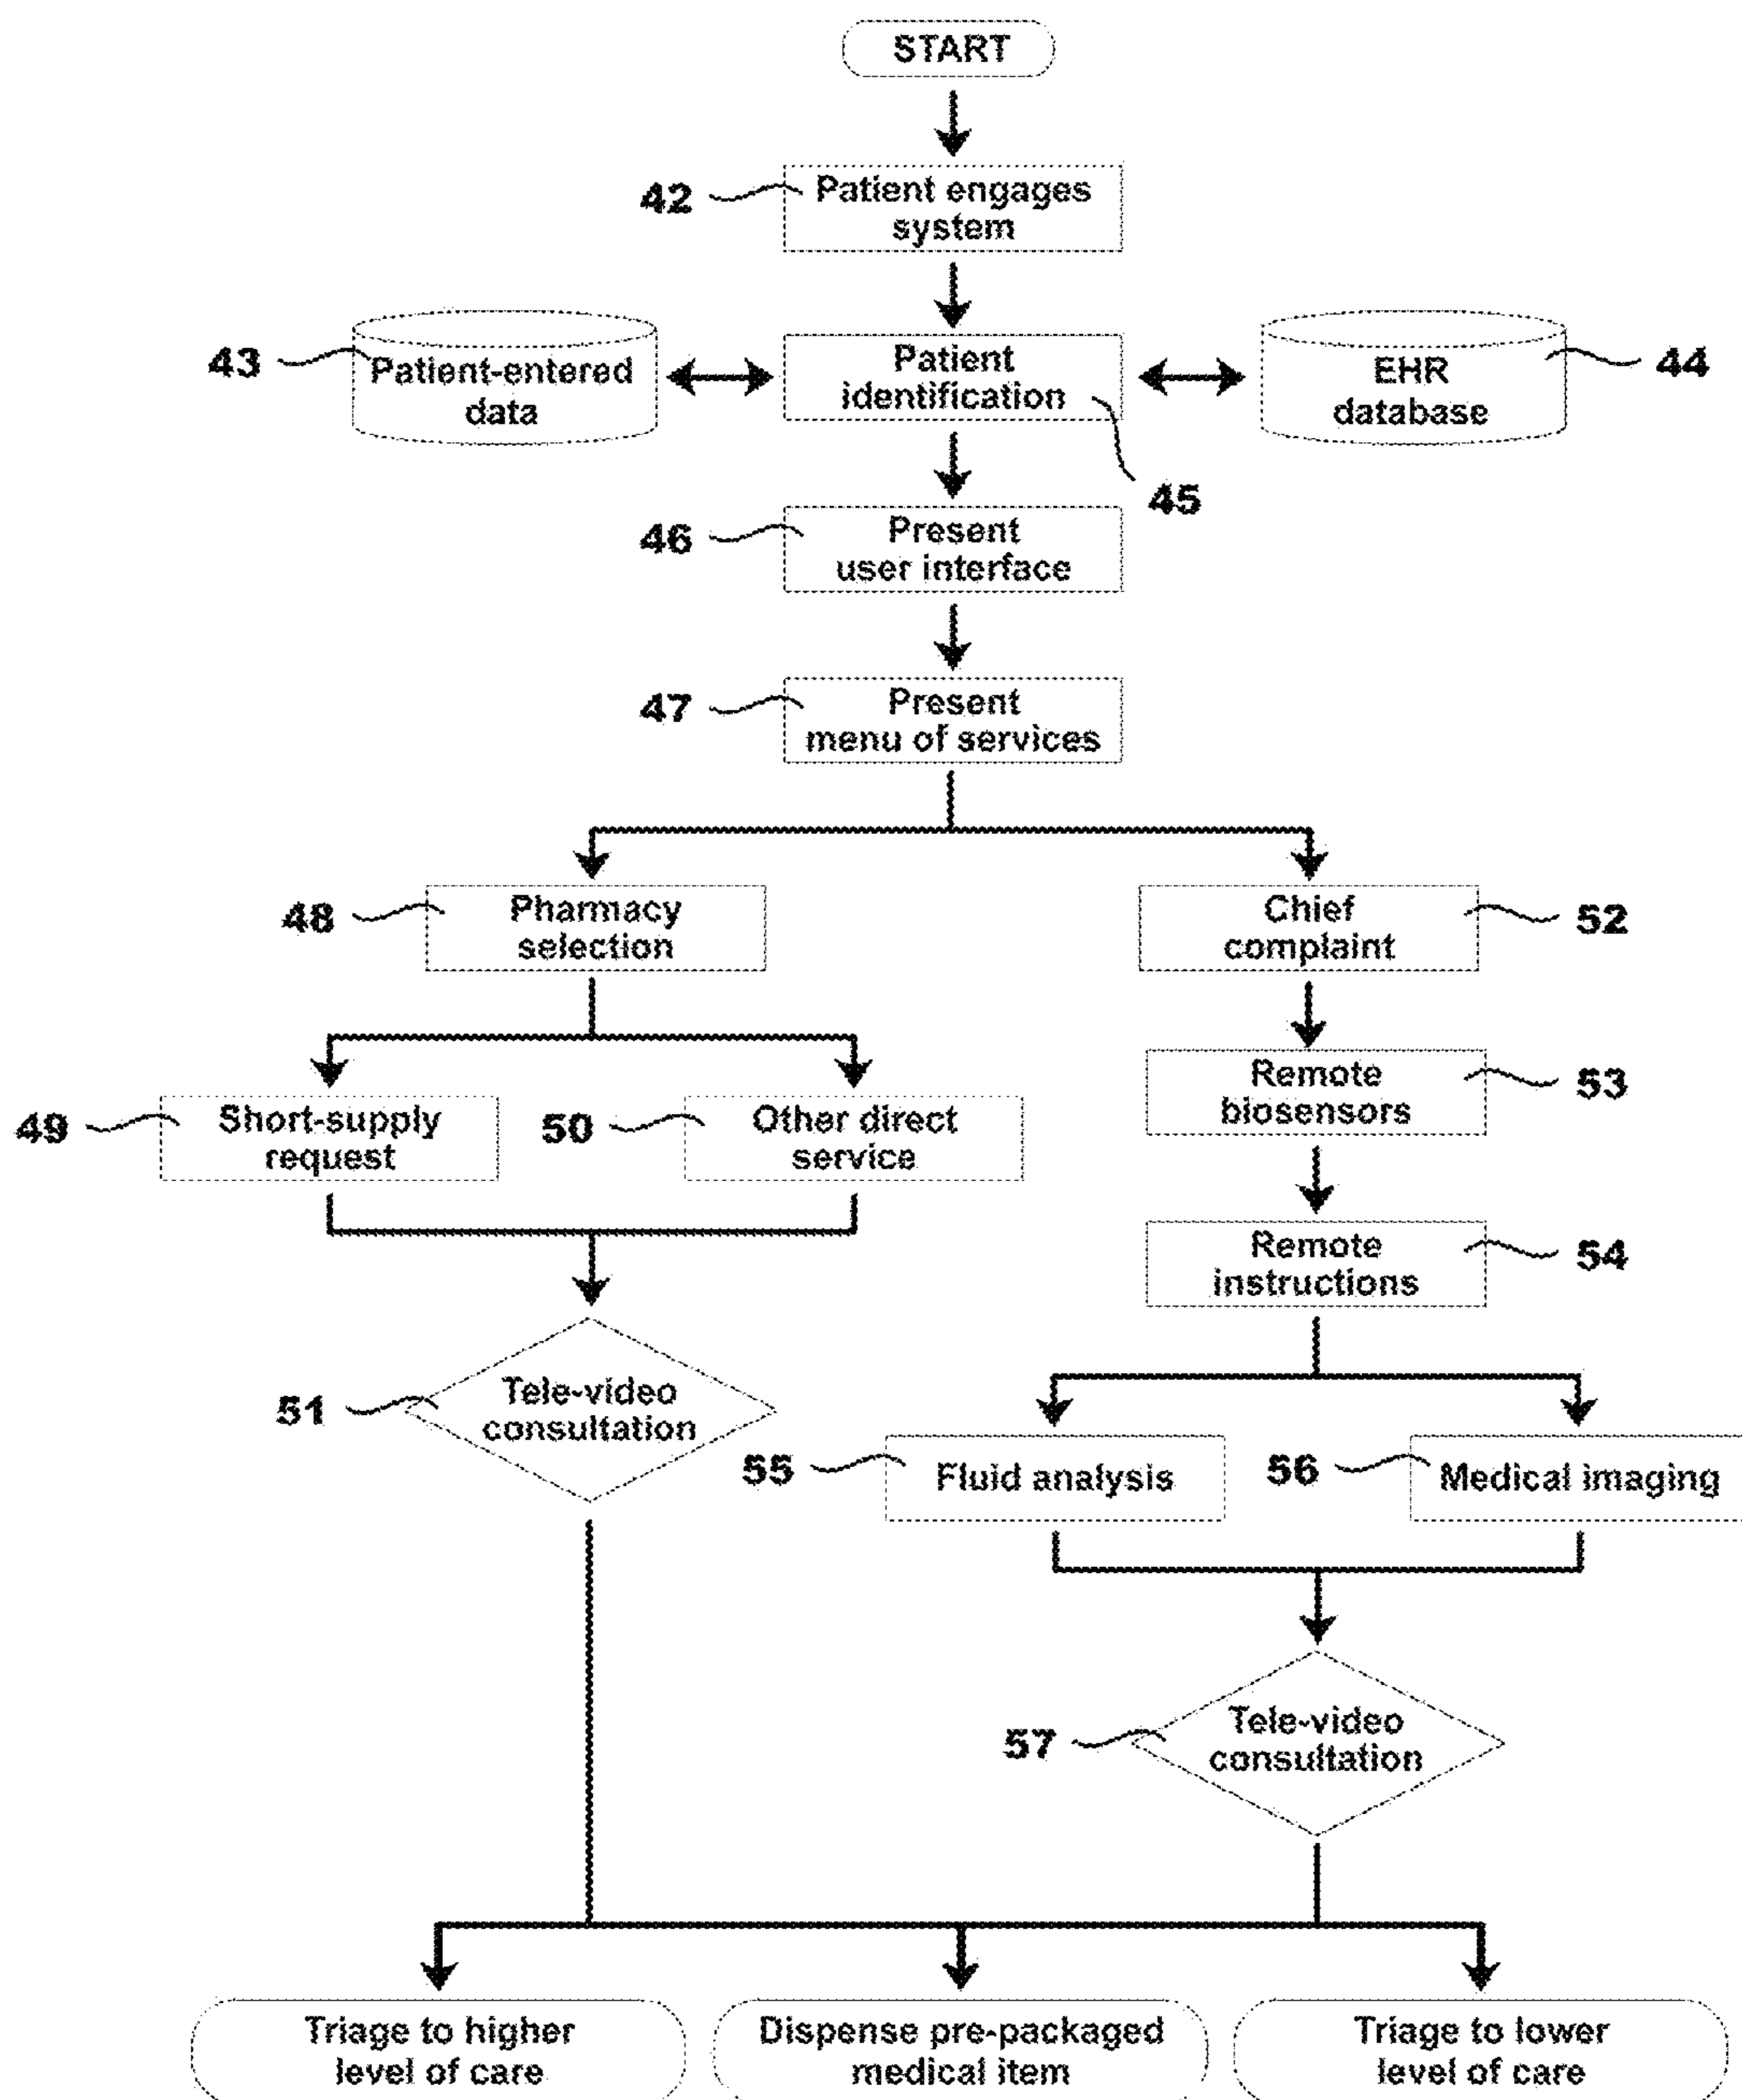 START
42
Patient engages
system
43
Patient-entered
data
Patient
identification
EHR
database
44
45
46
Present
user interface
47
Present
menu of services
48
Pharmacy
selection
Chief
complaint
52
Remote
biosensors
53
49
Short-supply
request
50
Other direct
service
Remote
instructions
54
51
Tele-video
consultation
55
Fluid analysis
56
Medical imaging
57
Tele-video
consultation
Triage to higher
level of care
Dispense pre-packaged
medical item
Triage to lower
level of care